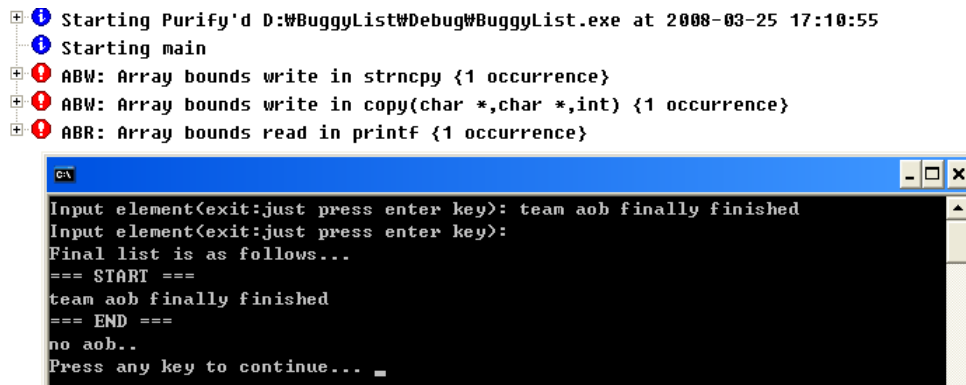 Starting Purify'd D:₩BuggyList₩Debug₩BuggyList.exe at 2008-03-25 17:10:55
Starting main
ABW: Array bounds write in strncpy {1 occurrence}
ABW: Array bounds write in copy(char *,char *,int) {1 occurrence}
ABR: Array bounds read in printf {1 occurrence}
C:\
Input element(exit:just press enter key): team aob finally finished
Input element(exit:just press enter key):
Final list is as follows...
=== START ===
team aob finally finished
=== END ===
no aob..
Press any key to continue... _